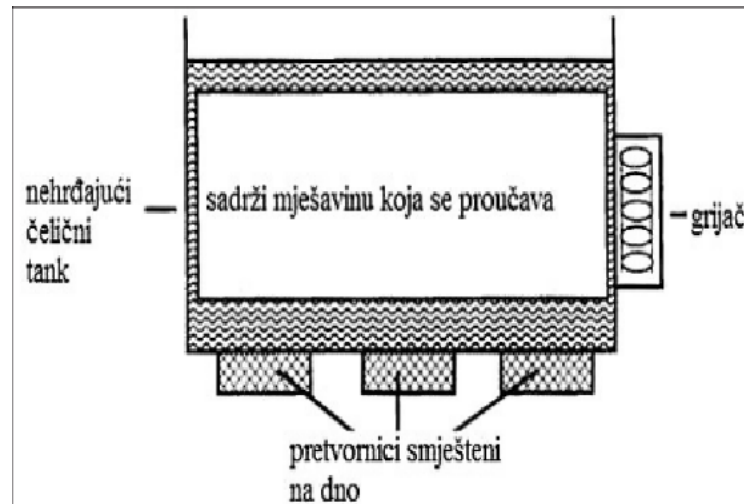 nehrđajući
čelični
tank
sadrži mješavinu koja se proučava
grijač
pretvornici smješteni
na dno